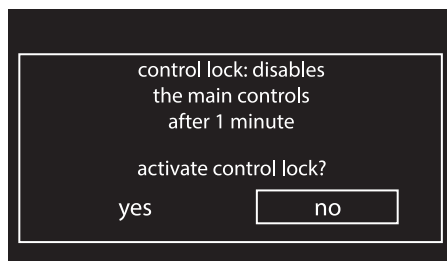 control lock: disables
the main controls
after 1 minute
activate control lock?
yes no